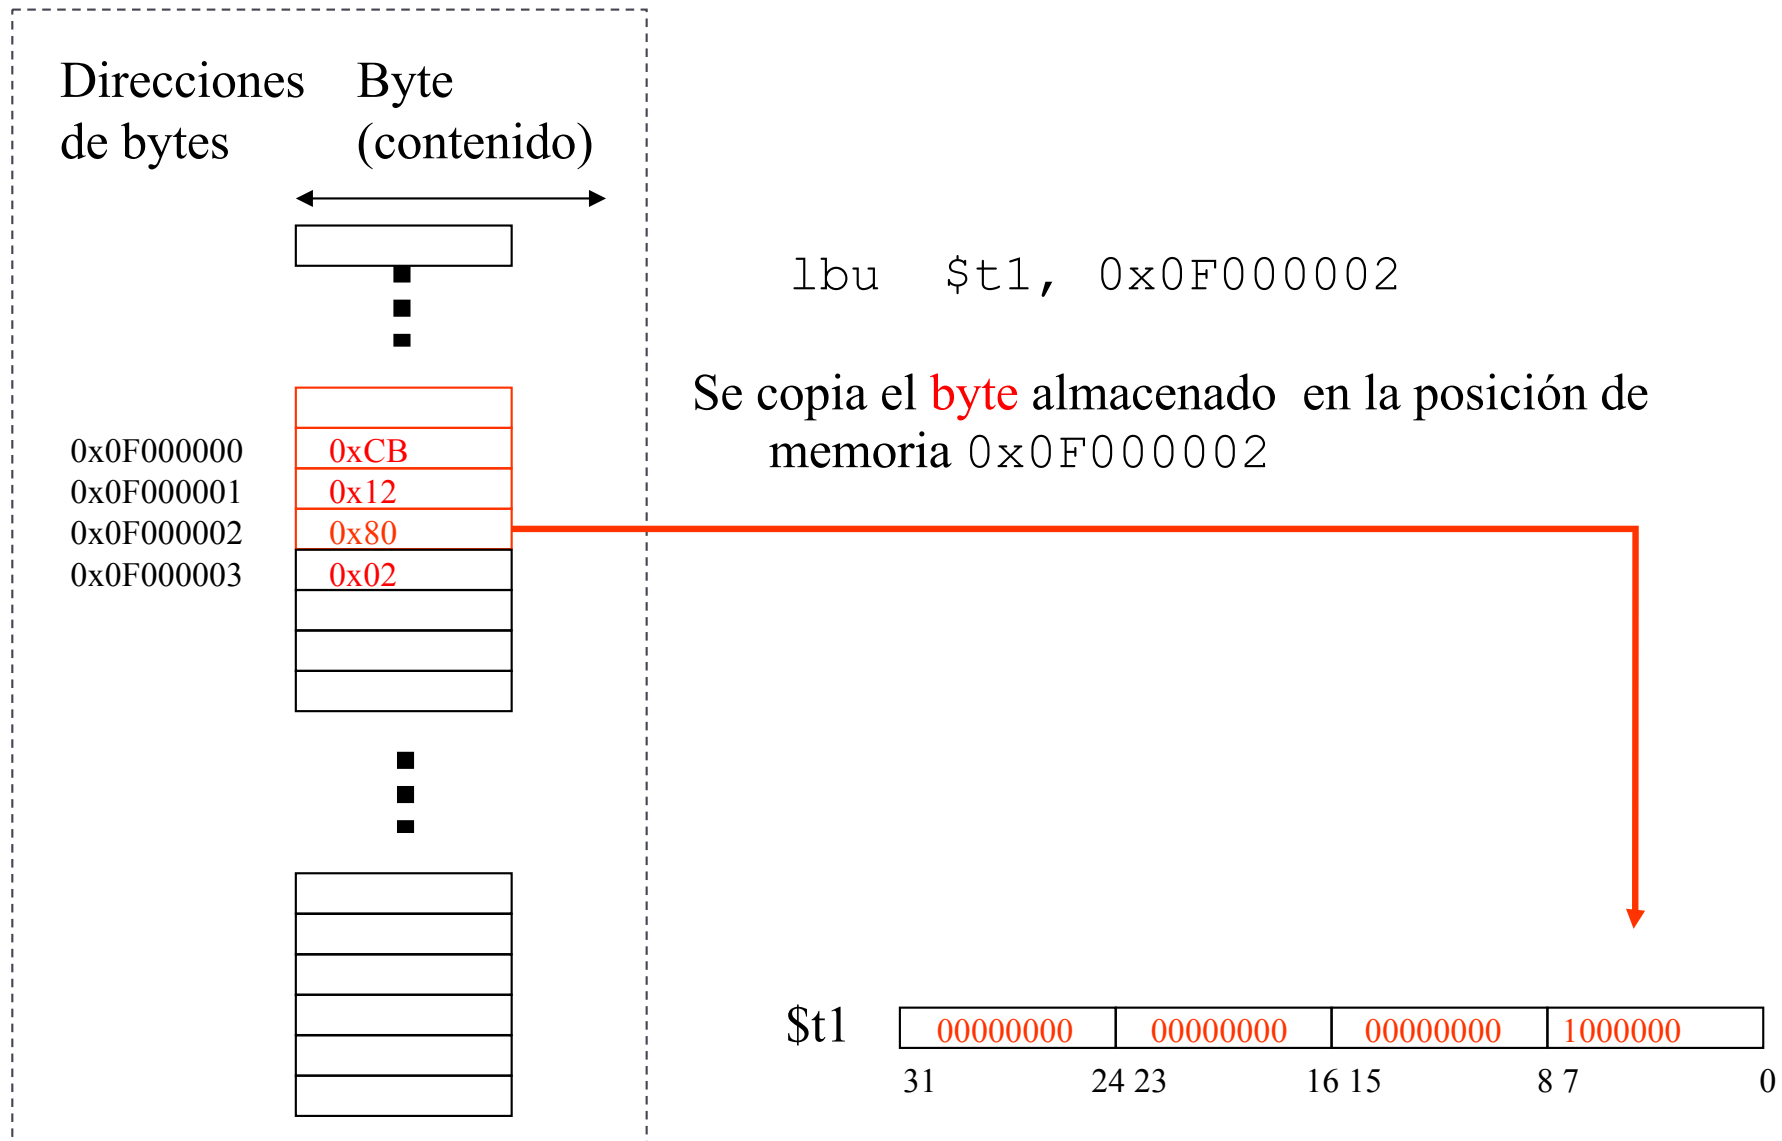 Direcciones Byte
de bytes (contenido)
lbu $t1, 0x0F000002
Se copia el byte almacenado en la posición de
memoria 0x0F000002
0x0F000000 0xCB
0x0F000001 0x12
0x0F000002 0x80
0x0F000003 0x02
$t1 00000000 00000000 00000000 1000000
31 24 23 16 15 8 7 0